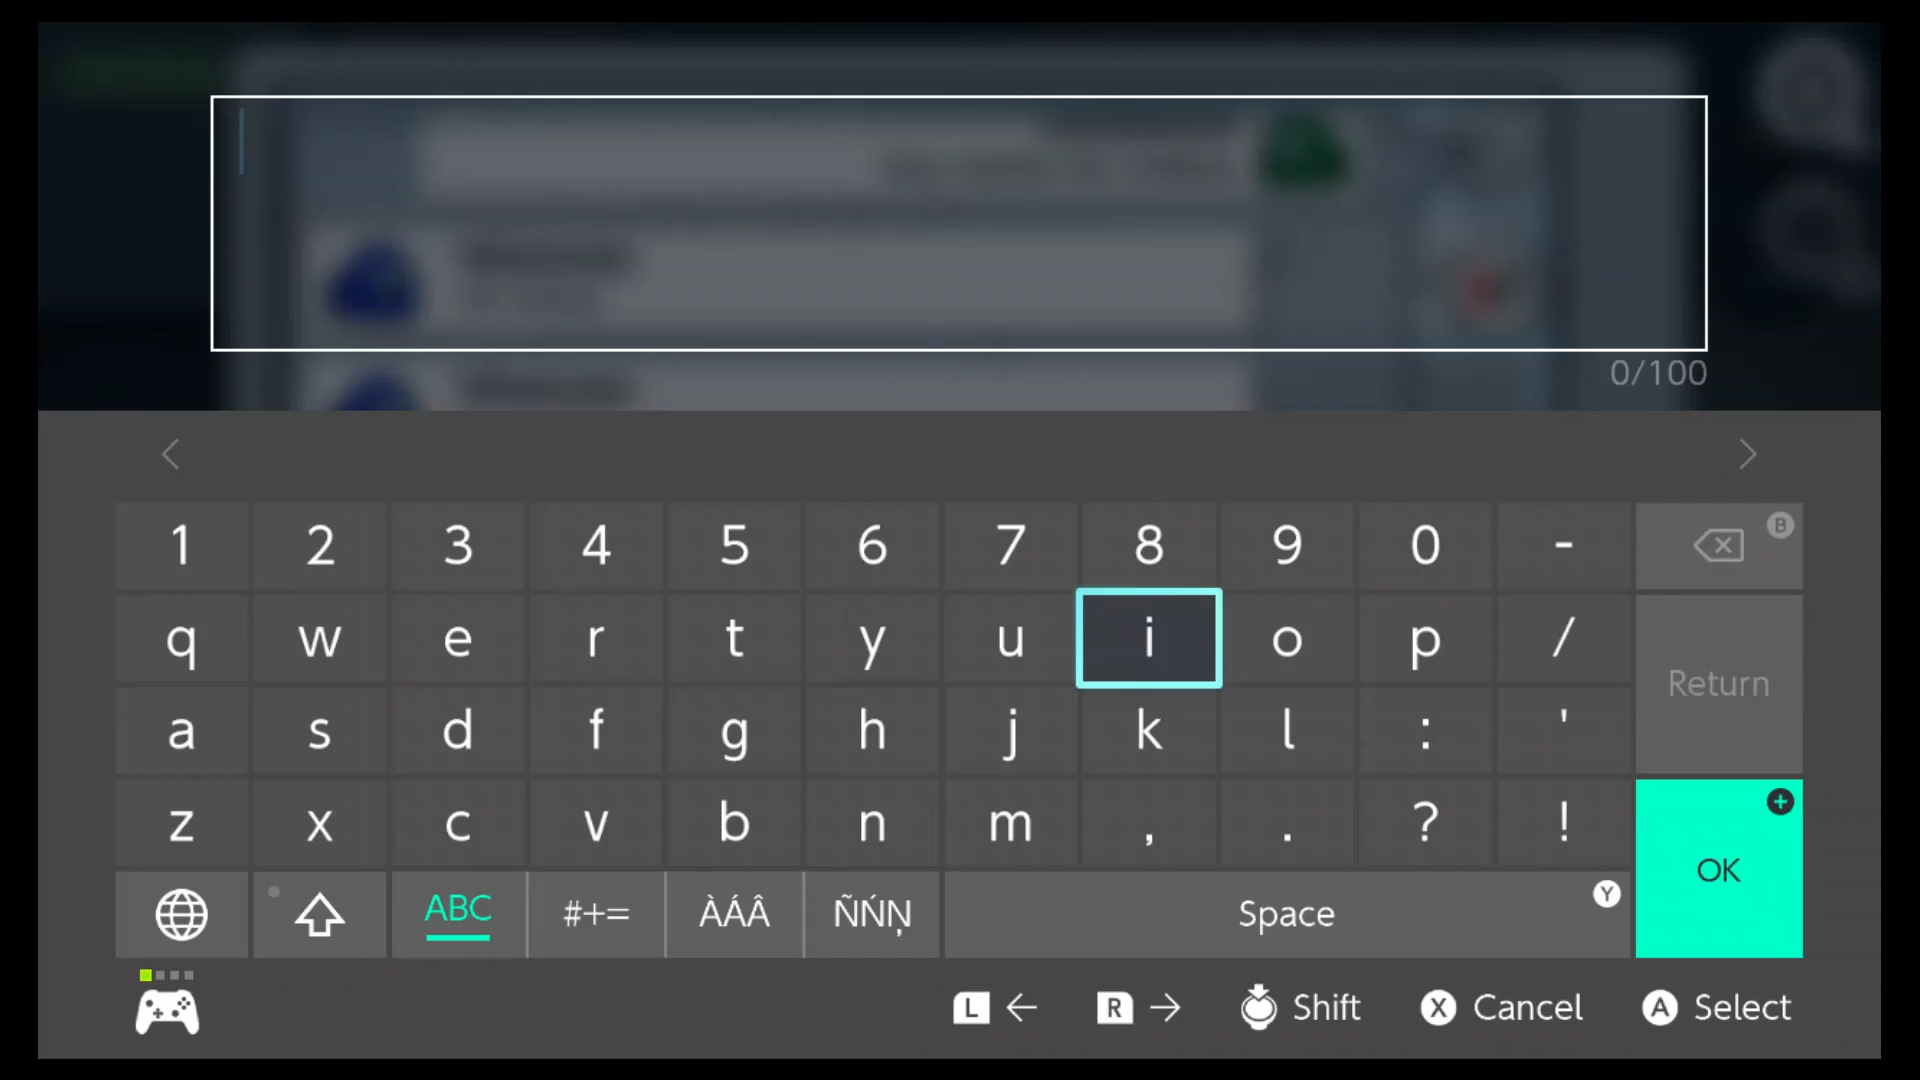 0/100
1 2 3 4 5 6 7 8 9 0 -
B
q w e r t y u i o p /
Return
a s d f g h j k l : '
z x c v b n m , . ? !
OK
ABC #+= ÀÁÂ ÑŃŅ Space Y
L ← R → Shift X Cancel A Select